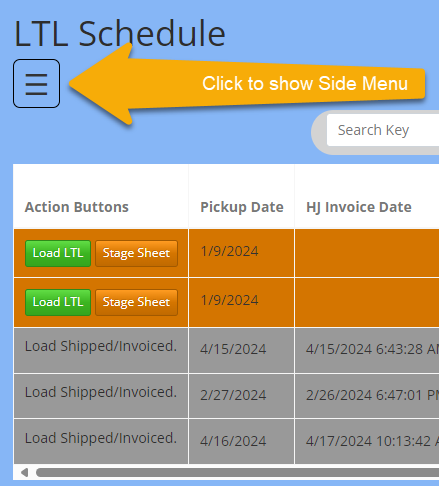 LTL Schedule
☰ Click to show Side Menu
Search Key
Action Buttons Pickup Date HJ Invoice Date
Load LTL Stage Sheet 1/9/2024
Load LTL Stage Sheet 1/9/2024
Load Shipped/Invoiced. 4/15/2024 4/15/2024 6:43:28
Load Shipped/Invoiced. 2/27/2024 2/26/2024 6:47:01
Load Shipped/Invoiced. 4/16/2024 4/17/2024 10:13:42